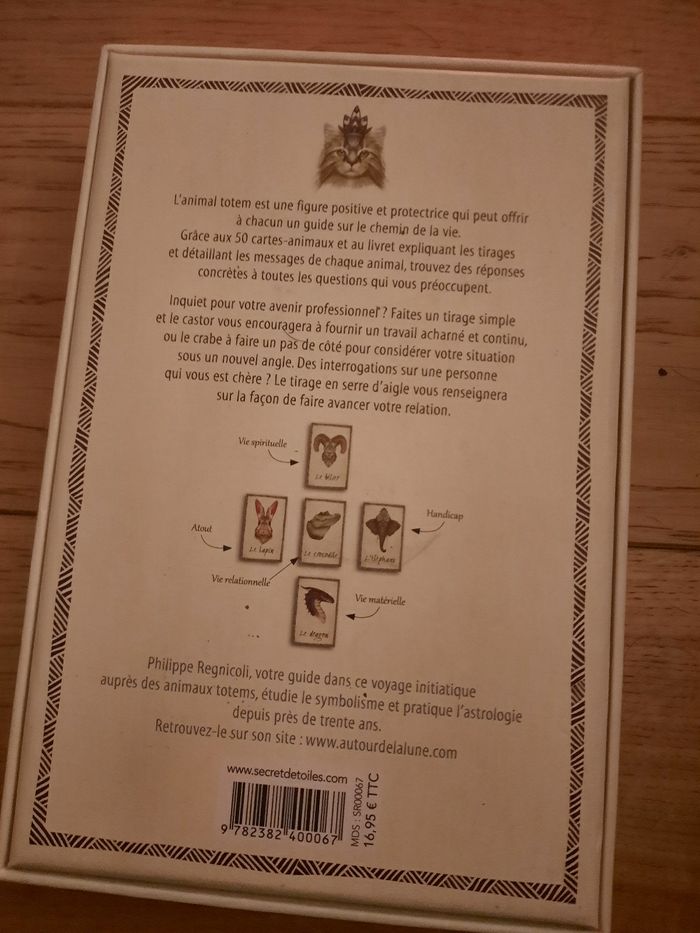 L'animal totem est une figure positive et protectrice qui peut offrir
à chacun un guide sur le chemin de la vie.
Grâce aux 50 cartes-animaux et au livret expliquant les tirages
et détaillant les messages de chaque animal, trouvez des réponses
concrètes à toutes les questions qui vous préoccupent.
Inquiet pour votre avenir professionnel ? Faites un tirage simple
et le castor vous encouragera à fournir un travail acharné et continu,
ou le crabe à faire un pas de côté pour considérer votre situation
sous un nouvel angle. Des interrogations sur une personne
qui vous est chère ? Le tirage en serre d'aigle vous renseignera
sur la façon de faire avancer votre relation.
Vie spirituelle
Le bélier
Atout
Handicap
Le lapin
Le crocodile
L'éléphant
Vie relationnelle
Vie matérielle
Le dragon
Philippe Regnicoli, votre guide dans ce voyage initiatique
auprès des animaux totems, étudie le symbolisme et pratique l'astrologie
depuis près de trente ans.
Retrouvez-le sur son site : www.autourdelalune.com
www.secretdetoiles.com
9 782382 400067
MDS : SR00067
16,95 € TTC